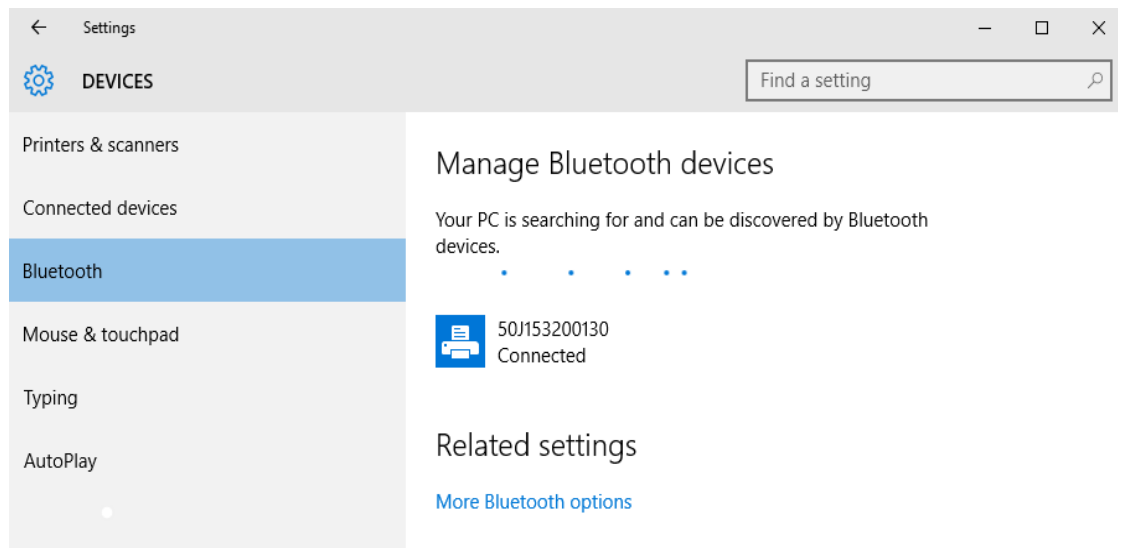 Settings
DEVICES
Find a setting
Printers & scanners
Connected devices
Bluetooth
Mouse & touchpad
Typing
AutoPlay
Manage Bluetooth devices
Your PC is searching for and can be discovered by Bluetooth
devices.
50J153200130
Connected
Related settings
More Bluetooth options